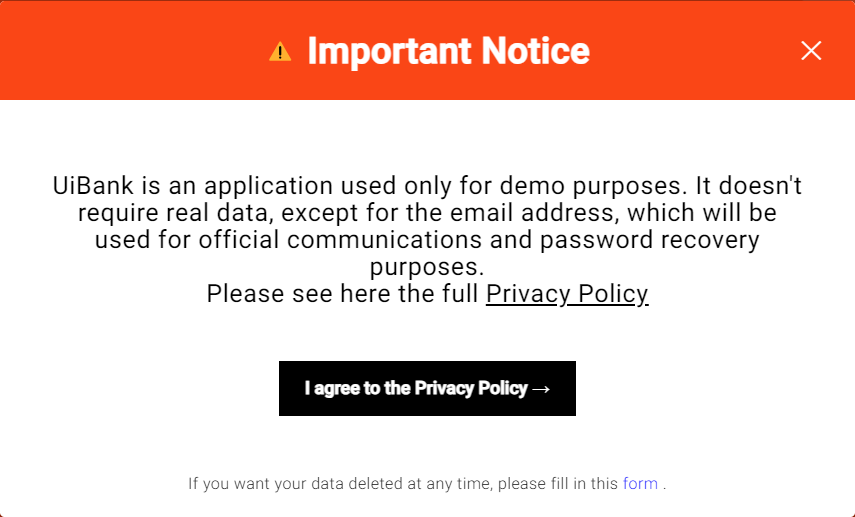 ⚠️ Important Notice
UiBank is an application used only for demo purposes. It doesn't
require real data, except for the email address, which will be
used for official communications and password recovery
purposes.
Please see here the full Privacy Policy
I agree to the Privacy Policy →
If you want your data deleted at any time, please fill in this form .